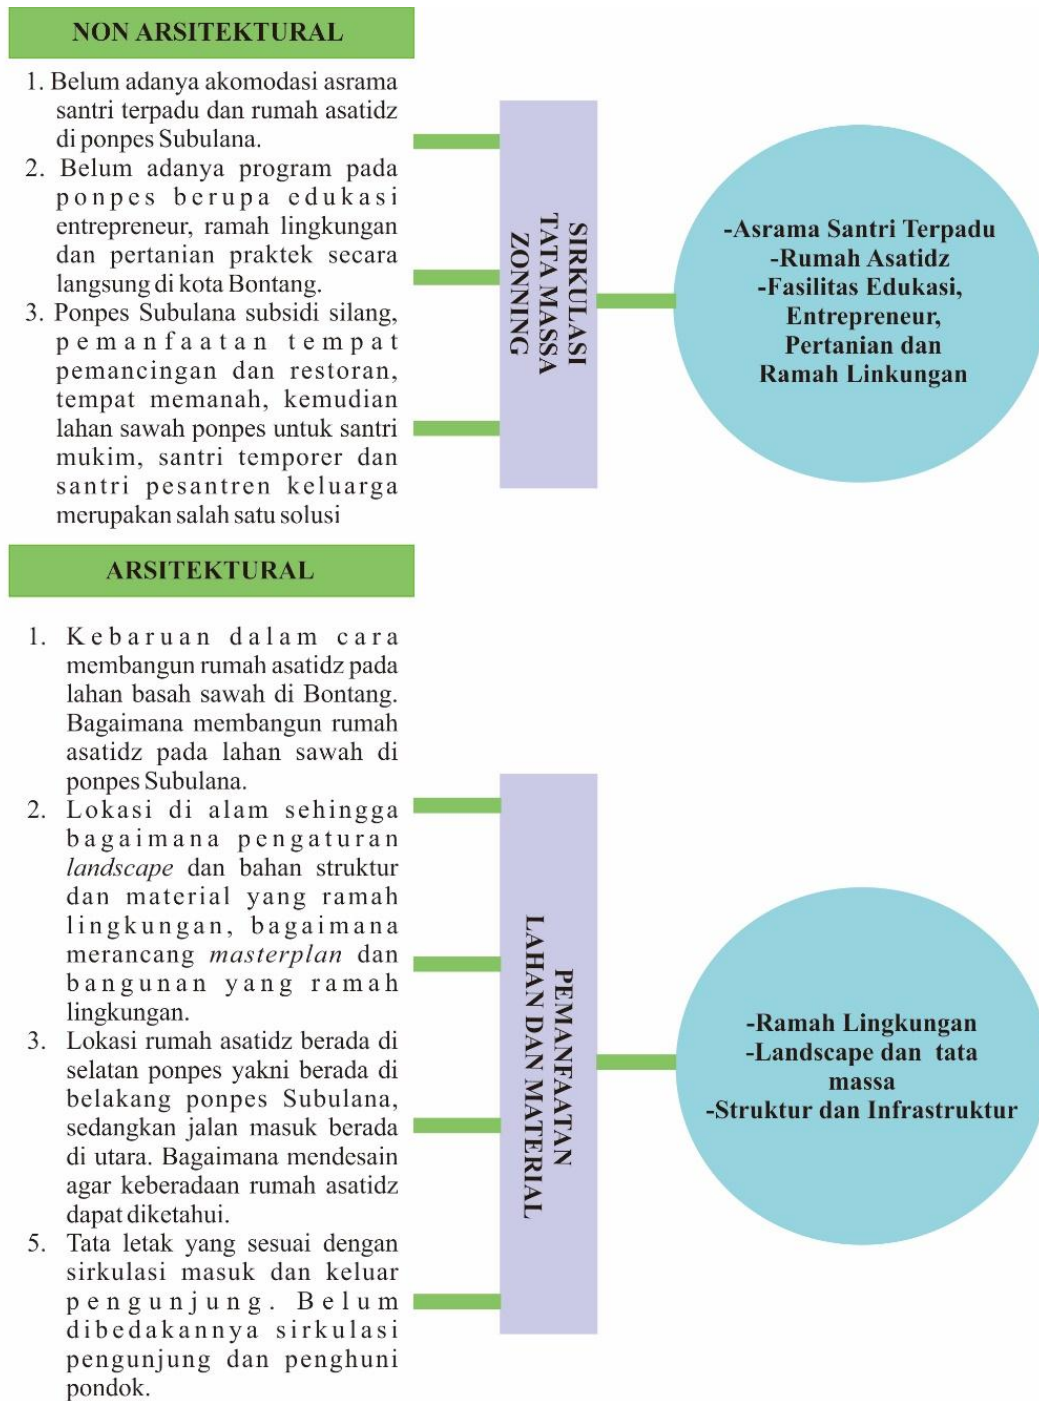 NON ARSITEKTURAL
1. Belum adanya akomodasi asrama
santri terpadu dan rumah asatidz
di ponpes Subulana.
2. Belum adanya program pada
ponpes berupa edukasi
entrepreneur, ramah lingkungan
dan pertanian praktek secara
langsung di kota Bontang.
3. Ponpes Subulana subsidi silang,
pemanfaatan tempat
pemancingan dan restoran,
tempat memanah, kemudian
lahan sawah ponpes untuk santri
mukim, santri temporer dan
santri pesantren keluarga
merupakan salah satu solusi
SIRKULASI
TATA MASSA
ZONNING
-Asrama Santri Terpadu
-Rumah Asatidz
-Fasilitas Edukasi,
Entrepreneur,
Pertanian dan
Ramah Linkungan
ARSITEKTURAL
1. Kebaruan dalam cara
membangun rumah asatidz pada
lahan basah sawah di Bontang.
Bagaimana membangun rumah
asatidz pada lahan sawah di
ponpes Subulana.
2. Lokasi di alam sehingga
bagaimana pengaturan
landscape dan bahan struktur
dan material yang ramah
lingkungan, bagaimana
merancang masterplan dan
bangunan yang ramah
lingkungan.
3. Lokasi rumah asatidz berada di
selatan ponpes yakni berada di
belakang ponpes Subulana,
sedangkan jalan masuk berada
di utara. Bagaimana mendesain
agar keberadaan rumah asatidz
dapat diketahui.
5. Tata letak yang sesuai dengan
sirkulasi masuk dan keluar
pengunjung. Belum
dibedakannya sirkulasi
pengunjung dan penghuni
pondok.
PEMANFAATAN
LAHAN DAN MATERIAL
-Ramah Lingkungan
-Landscape dan tata
massa
-Struktur dan Infrastruktur